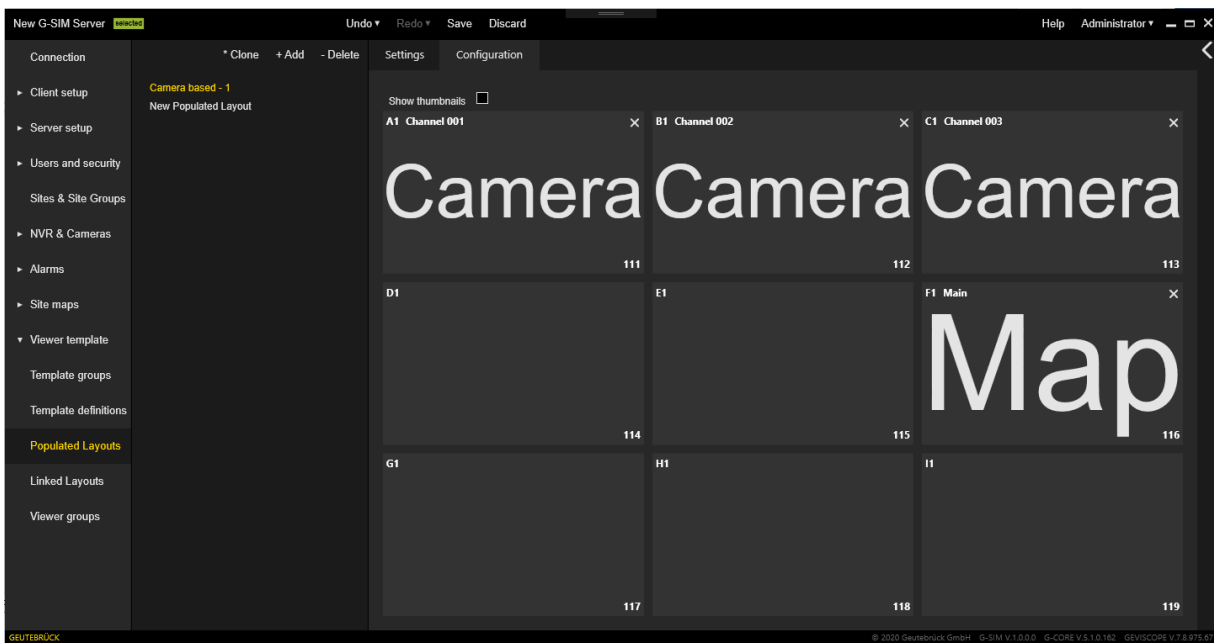 New G-SIM Server selected Undo ▾ Redo ▾ Save Discard Help Administrator ▾
Connection
▸ Client setup
▸ Server setup
▸ Users and security
Sites & Site Groups
▸ NVR & Cameras
▸ Alarms
▸ Site maps
▾ Viewer template
Template groups
Template definitions
Populated Layouts
Linked Layouts
Viewer groups
* Clone + Add - Delete
Camera based - 1
New Populated Layout
Settings Configuration
Show thumbnails
A1 Channel 001
Camera
111
B1 Channel 002
Camera
112
C1 Channel 003
Camera
113
D1
114
E1
115
F1 Main
Map
116
G1
117
H1
118
I1
119
GEUTEBRÜCK
© 2020 Geutebrück GmbH G-SIM V.1.0.0.0 G-CORE V.5.1.0.162 GEVISCOPE V.7.8.975.67